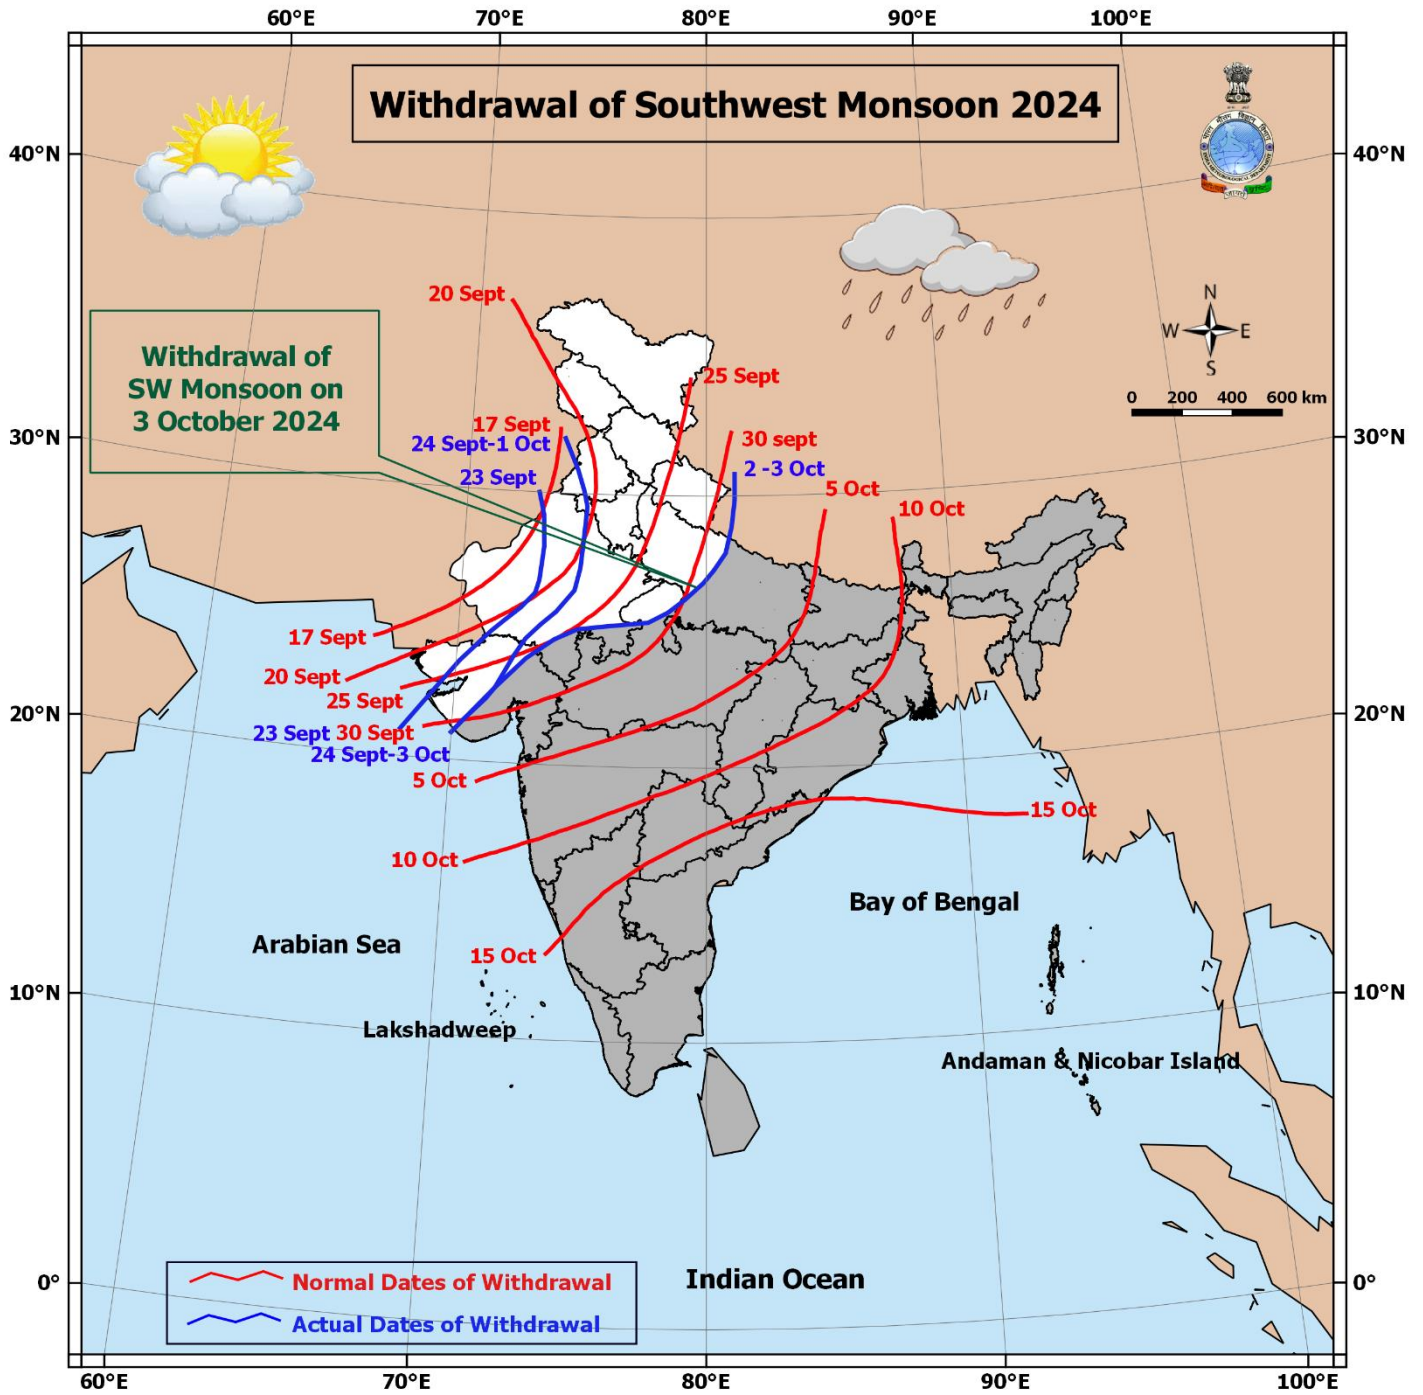 60°E 70°E 80°E 90°E 100°E
Withdrawal of Southwest Monsoon 2024
40°N 40°N
N
W E
S
20 Sept
Withdrawal of
SW Monsoon on
3 October 2024
25 Sept
0 200 400 600 km
17 Sept
24 Sept-1 Oct
30 sept
30°N 30°N
23 Sept
2 -3 Oct
5 Oct
10 Oct
17 Sept
20 Sept
25 Sept
20°N 20°N
23 Sept 30 Sept
24 Sept-3 Oct
5 Oct
15 Oct
10 Oct
Bay of Bengal
Arabian Sea
15 Oct
10°N 10°N
Lakshadweep
Andaman & Nicobar Island
0° 0°
Indian Ocean
Normal Dates of Withdrawal
Actual Dates of Withdrawal
60°E 70°E 80°E 90°E 100°E